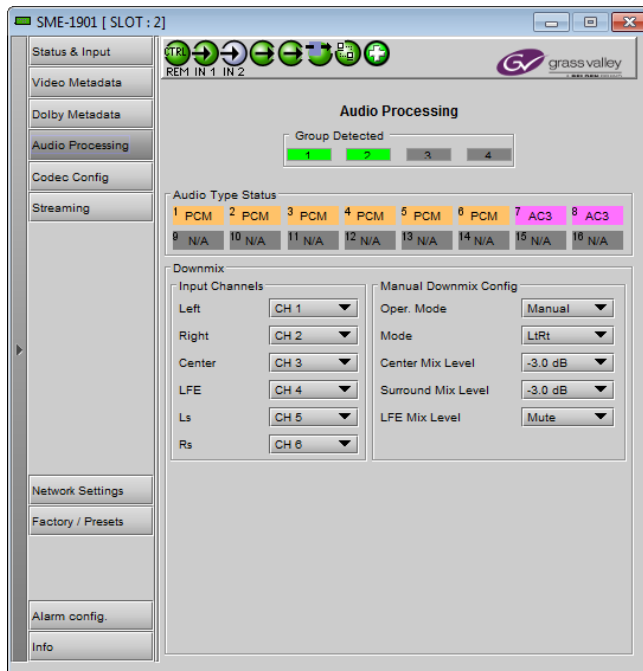 SME-1901 [ SLOT : 2]
Status & Input
Video Metadata
Dolby Metadata
Audio Processing
Codec Config
Streaming
Network Settings
Factory / Presets
Alarm config.
Info
CTRL
REM IN 1 IN 2
grass valley
Audio Processing
Group Detected
1 2 3 4
Audio Type Status
1 PCM 2 PCM 3 PCM 4 PCM 5 PCM 6 PCM 7 AC3 8 AC3
9 N/A 10 N/A 11 N/A 12 N/A 13 N/A 14 N/A 15 N/A 16 N/A
Downmix
Input Channels
Left CH 1
Right CH 2
Center CH 3
LFE CH 4
Ls CH 5
Rs CH 6
Manual Downmix Config
Oper. Mode Manual
Mode LtRt
Center Mix Level -3.0 dB
Surround Mix Level -3.0 dB
LFE Mix Level Mute